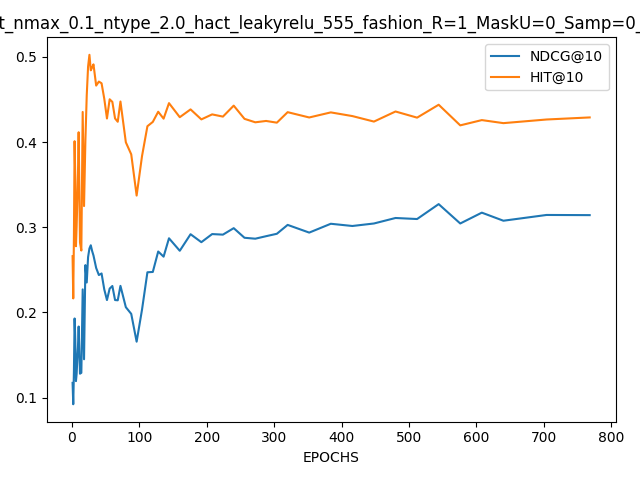 t_nmax_0.1_ntype_2.0_hact_leakyrelu_555_fashion_R=1_MaskU=0_Samp=0_
NDCG@10
HIT@10
0.5
0.4
0.3
0.2
0.1
0 100 200 300 400 500 600 700 800
EPOCHS